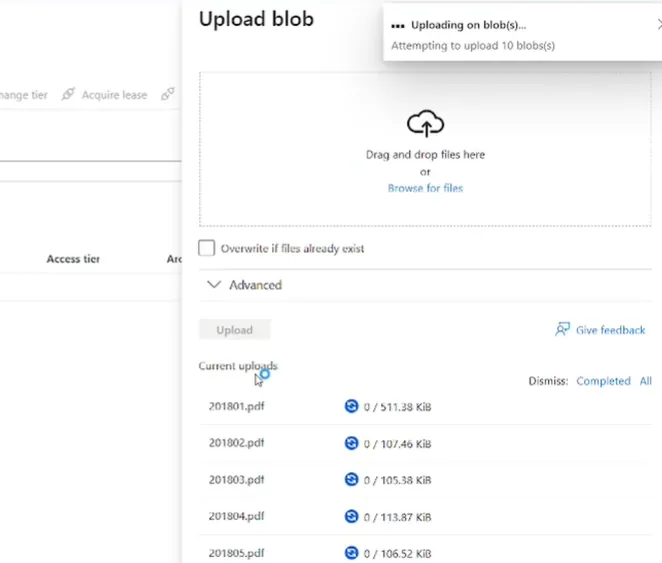 Upload blob
Uploading on blob(s)...
Attempting to upload 10 blobs(s)
hange tier
Acquire lease
Drag and drop files here
or
Browse for files
Overwrite if files already exist
Access tier
Arc
Advanced
Upload
Give feedback
Current uploads
Dismiss: Completed All
201801.pdf 0 / 511.38 KiB
201802.pdf 0 / 107.46 KiB
201803.pdf 0 / 105.38 KiB
201804.pdf 0 / 113.87 KiB
201805.pdf 0 / 106.52 KiB